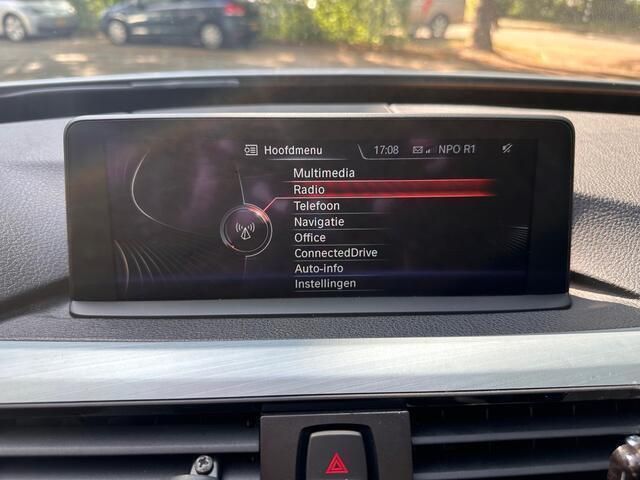 Hoofdmenu 17:08 NPO R1
Multimedia
Radio
Telefoon
Navigatie
Office
ConnectedDrive
Auto-info
Instellingen